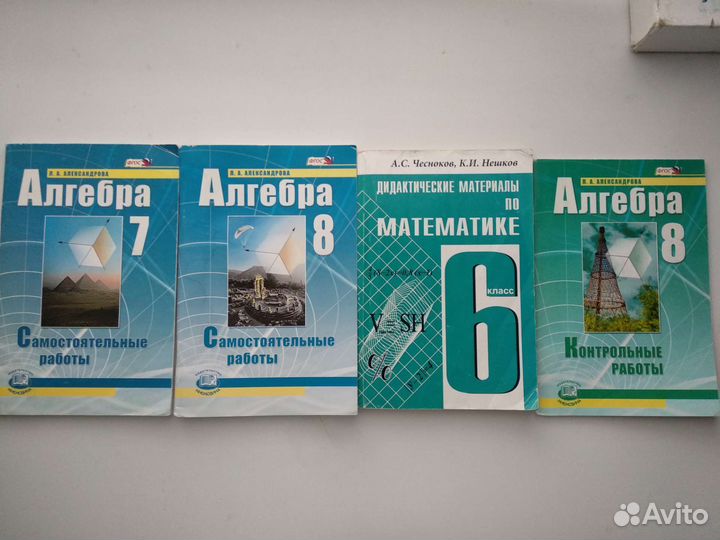 ФГОС
Л. А. АЛЕКСАНДРОВА
Алгебра
7
Самостоятельные
работы
ФГОС
Л. А. АЛЕКСАНДРОВА
Алгебра
8
Самостоятельные
работы
А.С. Чесноков, К.И. Нешков
ДИДАКТИЧЕСКИЕ МАТЕРИАЛЫ
ПО
МАТЕМАТИКЕ
6
класс
V = SH
%
ФГОС
Л. А. АЛЕКСАНДРОВА
Алгебра
8
Контрольные
работы
Avito